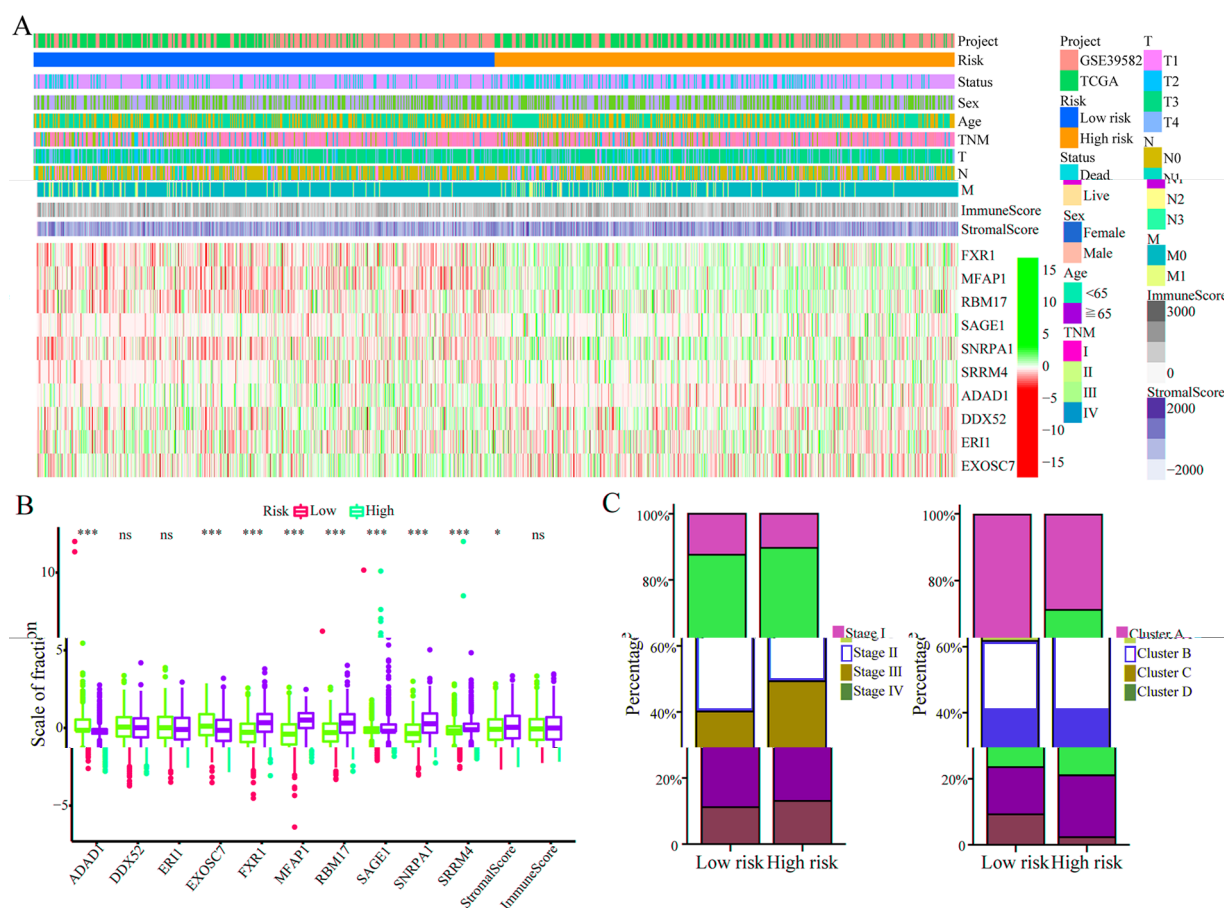 A
Project
Risk
Status
Sex
Age
TNM
T
N
M
ImmuneScore
StromalScore
FXR1
MFAP1
RBM17
SAGE1
SNRPA1
SRRM4
ADAD1
DDX52
ERI1
EXOSC7
15
10
5
0
−5
−10
−15
Project
GSE39582
TCGA
Risk
Low risk
High risk
Status
Dead
Live
Sex
Female
Male
Age
<65
≧65
TNM
I
II
III
IV
T
T1
T2
T3
T4
N
N0
N1
N2
N3
M
M0
M1
ImmuneScore
3000
0
StromalScore
2000
−2000
B
Risk Low High
*** ns ns *** *** *** *** *** *** *** * ns
Scale of fraction
10
5
0
−5
ADAD1
DDX52
ERI1
EXOSC7
FXR1
MFAP1
RBM17
SAGE1
SNRPA1
SRRM4
StromalScore
ImmuneScore
C
Percentage
100%
80%
60%
40%
20%
0
Low risk High risk
Stage I
Stage II
Stage III
Stage IV
Percentage
100%
80%
60%
40%
20%
0
Low risk High risk
Cluster A
Cluster B
Cluster C
Cluster D